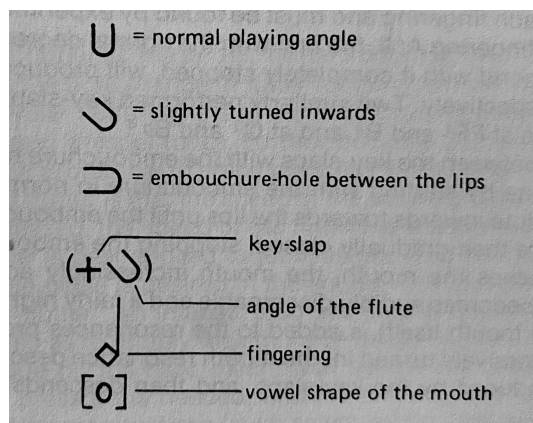 = normal playing angle
= slightly turned inwards
= embouchure-hole between the lips
key-slap
(+ )
angle of the flute
fingering
[o] vowel shape of the mouth